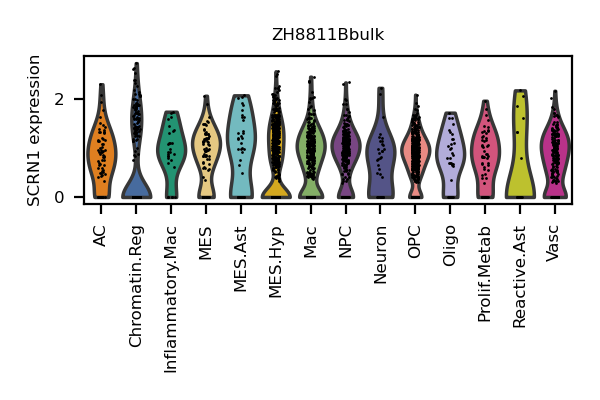 ZH8811Bbulk
SCRN1 expression
2
0
AC
Chromatin.Reg
Inflammatory.Mac
MES
MES.Ast
MES.Hyp
Mac
NPC
Neuron
OPC
Oligo
Prolif.Metab
Reactive.Ast
Vasc